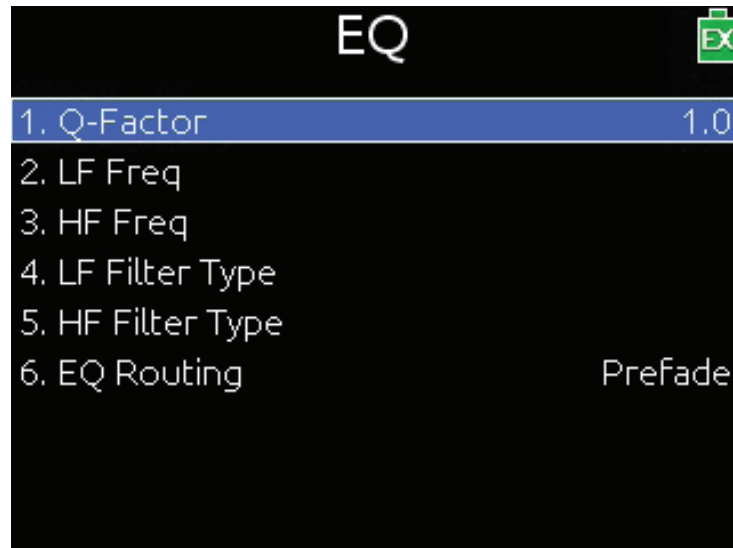 EQ
EX
1. Q-Factor 1.0
2. LF Freq
3. HF Freq
4. LF Filter Type
5. HF Filter Type
6. EQ Routing Prefade